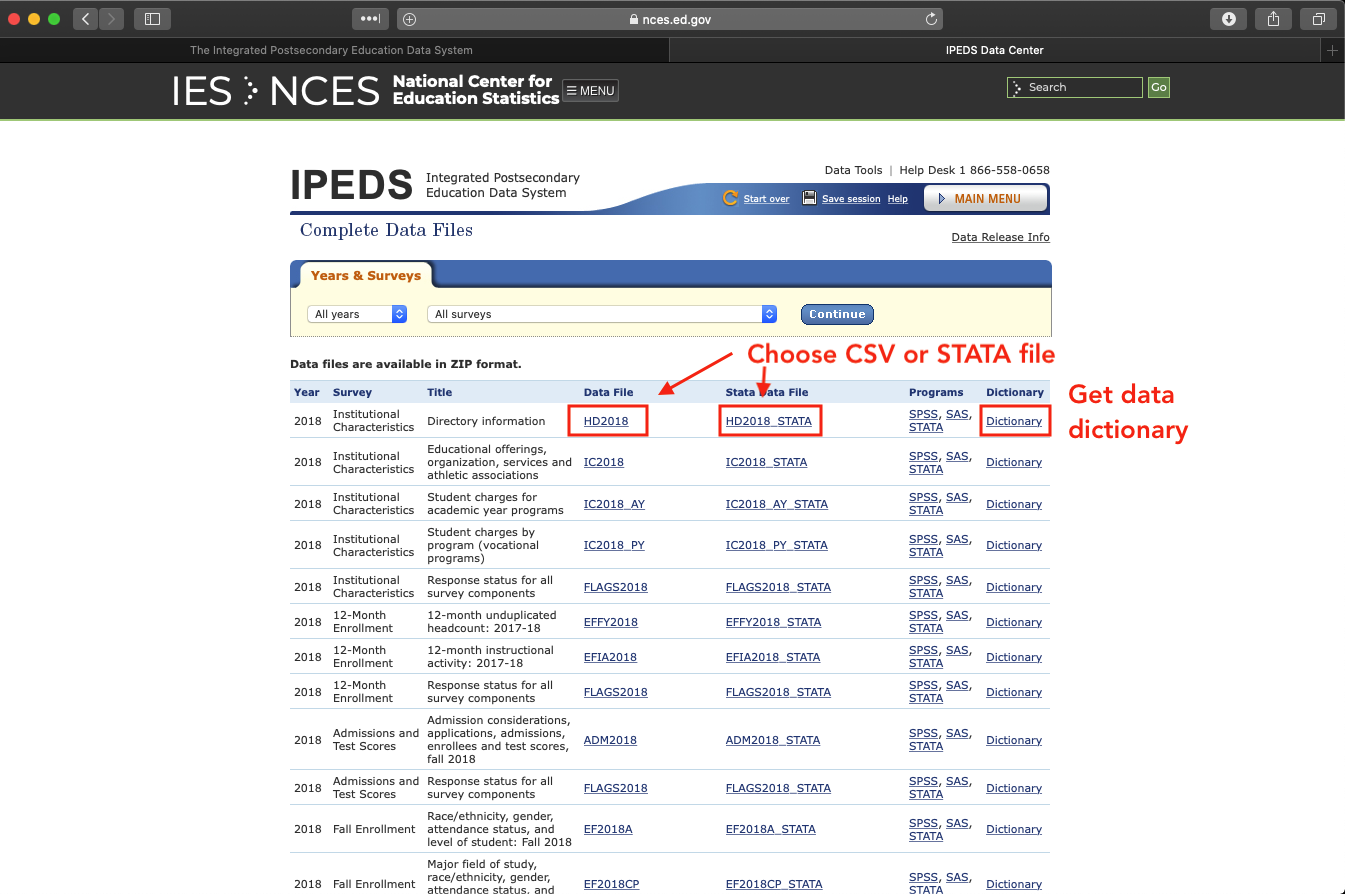 nces.ed.gov
The Integrated Postsecondary Education Data System
IPEDS Data Center
IES NCES National Center for
Education Statistics
MENU
Search
Go
Data Tools | Help Desk 1 866-558-0658
IPEDS Integrated Postsecondary
Education Data System
Start over Save session Help MAIN MENU
Complete Data Files
Data Release Info
Years & Surveys
All years All surveys Continue
Choose CSV or STATA file
Data files are available in ZIP format.
Year Survey Title Data File Stata Data File Programs Dictionary
Get data
dictionary
2018 Institutional
Characteristics
Directory information
HD2018
HD2018_STATA
SPSS, SAS,
STATA
Dictionary
2018 Institutional
Characteristics
Educational offerings,
organization, services and
athletic associations
IC2018
IC2018_STATA
SPSS, SAS,
STATA
Dictionary
2018 Institutional
Characteristics
Student charges for
academic year programs
IC2018_AY
IC2018_AY_STATA
SPSS, SAS,
STATA
Dictionary
2018 Institutional
Characteristics
Student charges by
program (vocational
programs)
IC2018_PY
IC2018_PY_STATA
SPSS, SAS,
STATA
Dictionary
2018 Institutional
Characteristics
Response status for all
survey components
FLAGS2018
FLAGS2018_STATA
SPSS, SAS,
STATA
Dictionary
2018 12-Month
Enrollment
12-month unduplicated
headcount: 2017-18
EFFY2018
EFFY2018_STATA
SPSS, SAS,
STATA
Dictionary
2018 12-Month
Enrollment
12-month instructional
activity: 2017-18
EFIA2018
EFIA2018_STATA
SPSS, SAS,
STATA
Dictionary
2018 12-Month
Enrollment
Response status for all
survey components
FLAGS2018
FLAGS2018_STATA
SPSS, SAS,
STATA
Dictionary
2018 Admissions and
Test Scores
Admission considerations,
applications, admissions,
enrollees and test scores,
fall 2018
ADM2018
ADM2018_STATA
SPSS, SAS,
STATA
Dictionary
2018 Admissions and
Test Scores
Response status for all
survey components
FLAGS2018
FLAGS2018_STATA
SPSS, SAS,
STATA
Dictionary
2018 Fall Enrollment
Race/ethnicity, gender,
attendance status, and
level of student: Fall 2018
EF2018A
EF2018A_STATA
SPSS, SAS,
STATA
Dictionary
2018 Fall Enrollment
Major field of study,
race/ethnicity, gender,
attendance status, and
EF2018CP
EF2018CP_STATA
SPSS, SAS,
STATA
Dictionary